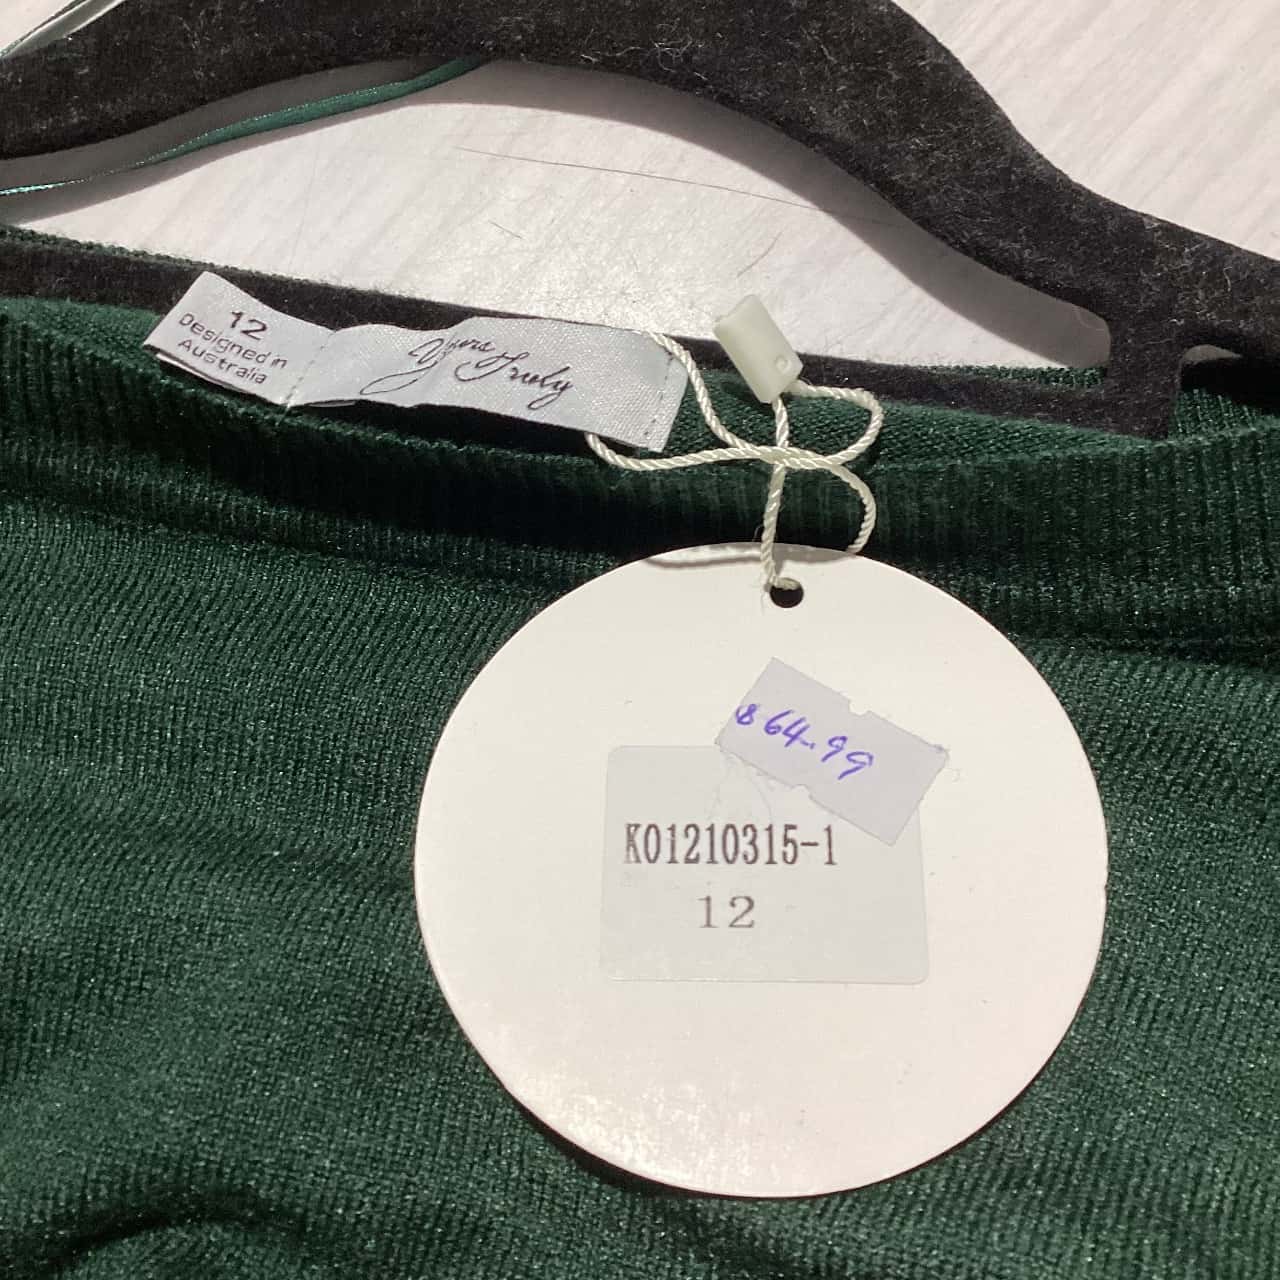 12
Designed in
Australia
Yours Truly
$64.99
K01210315-1
12